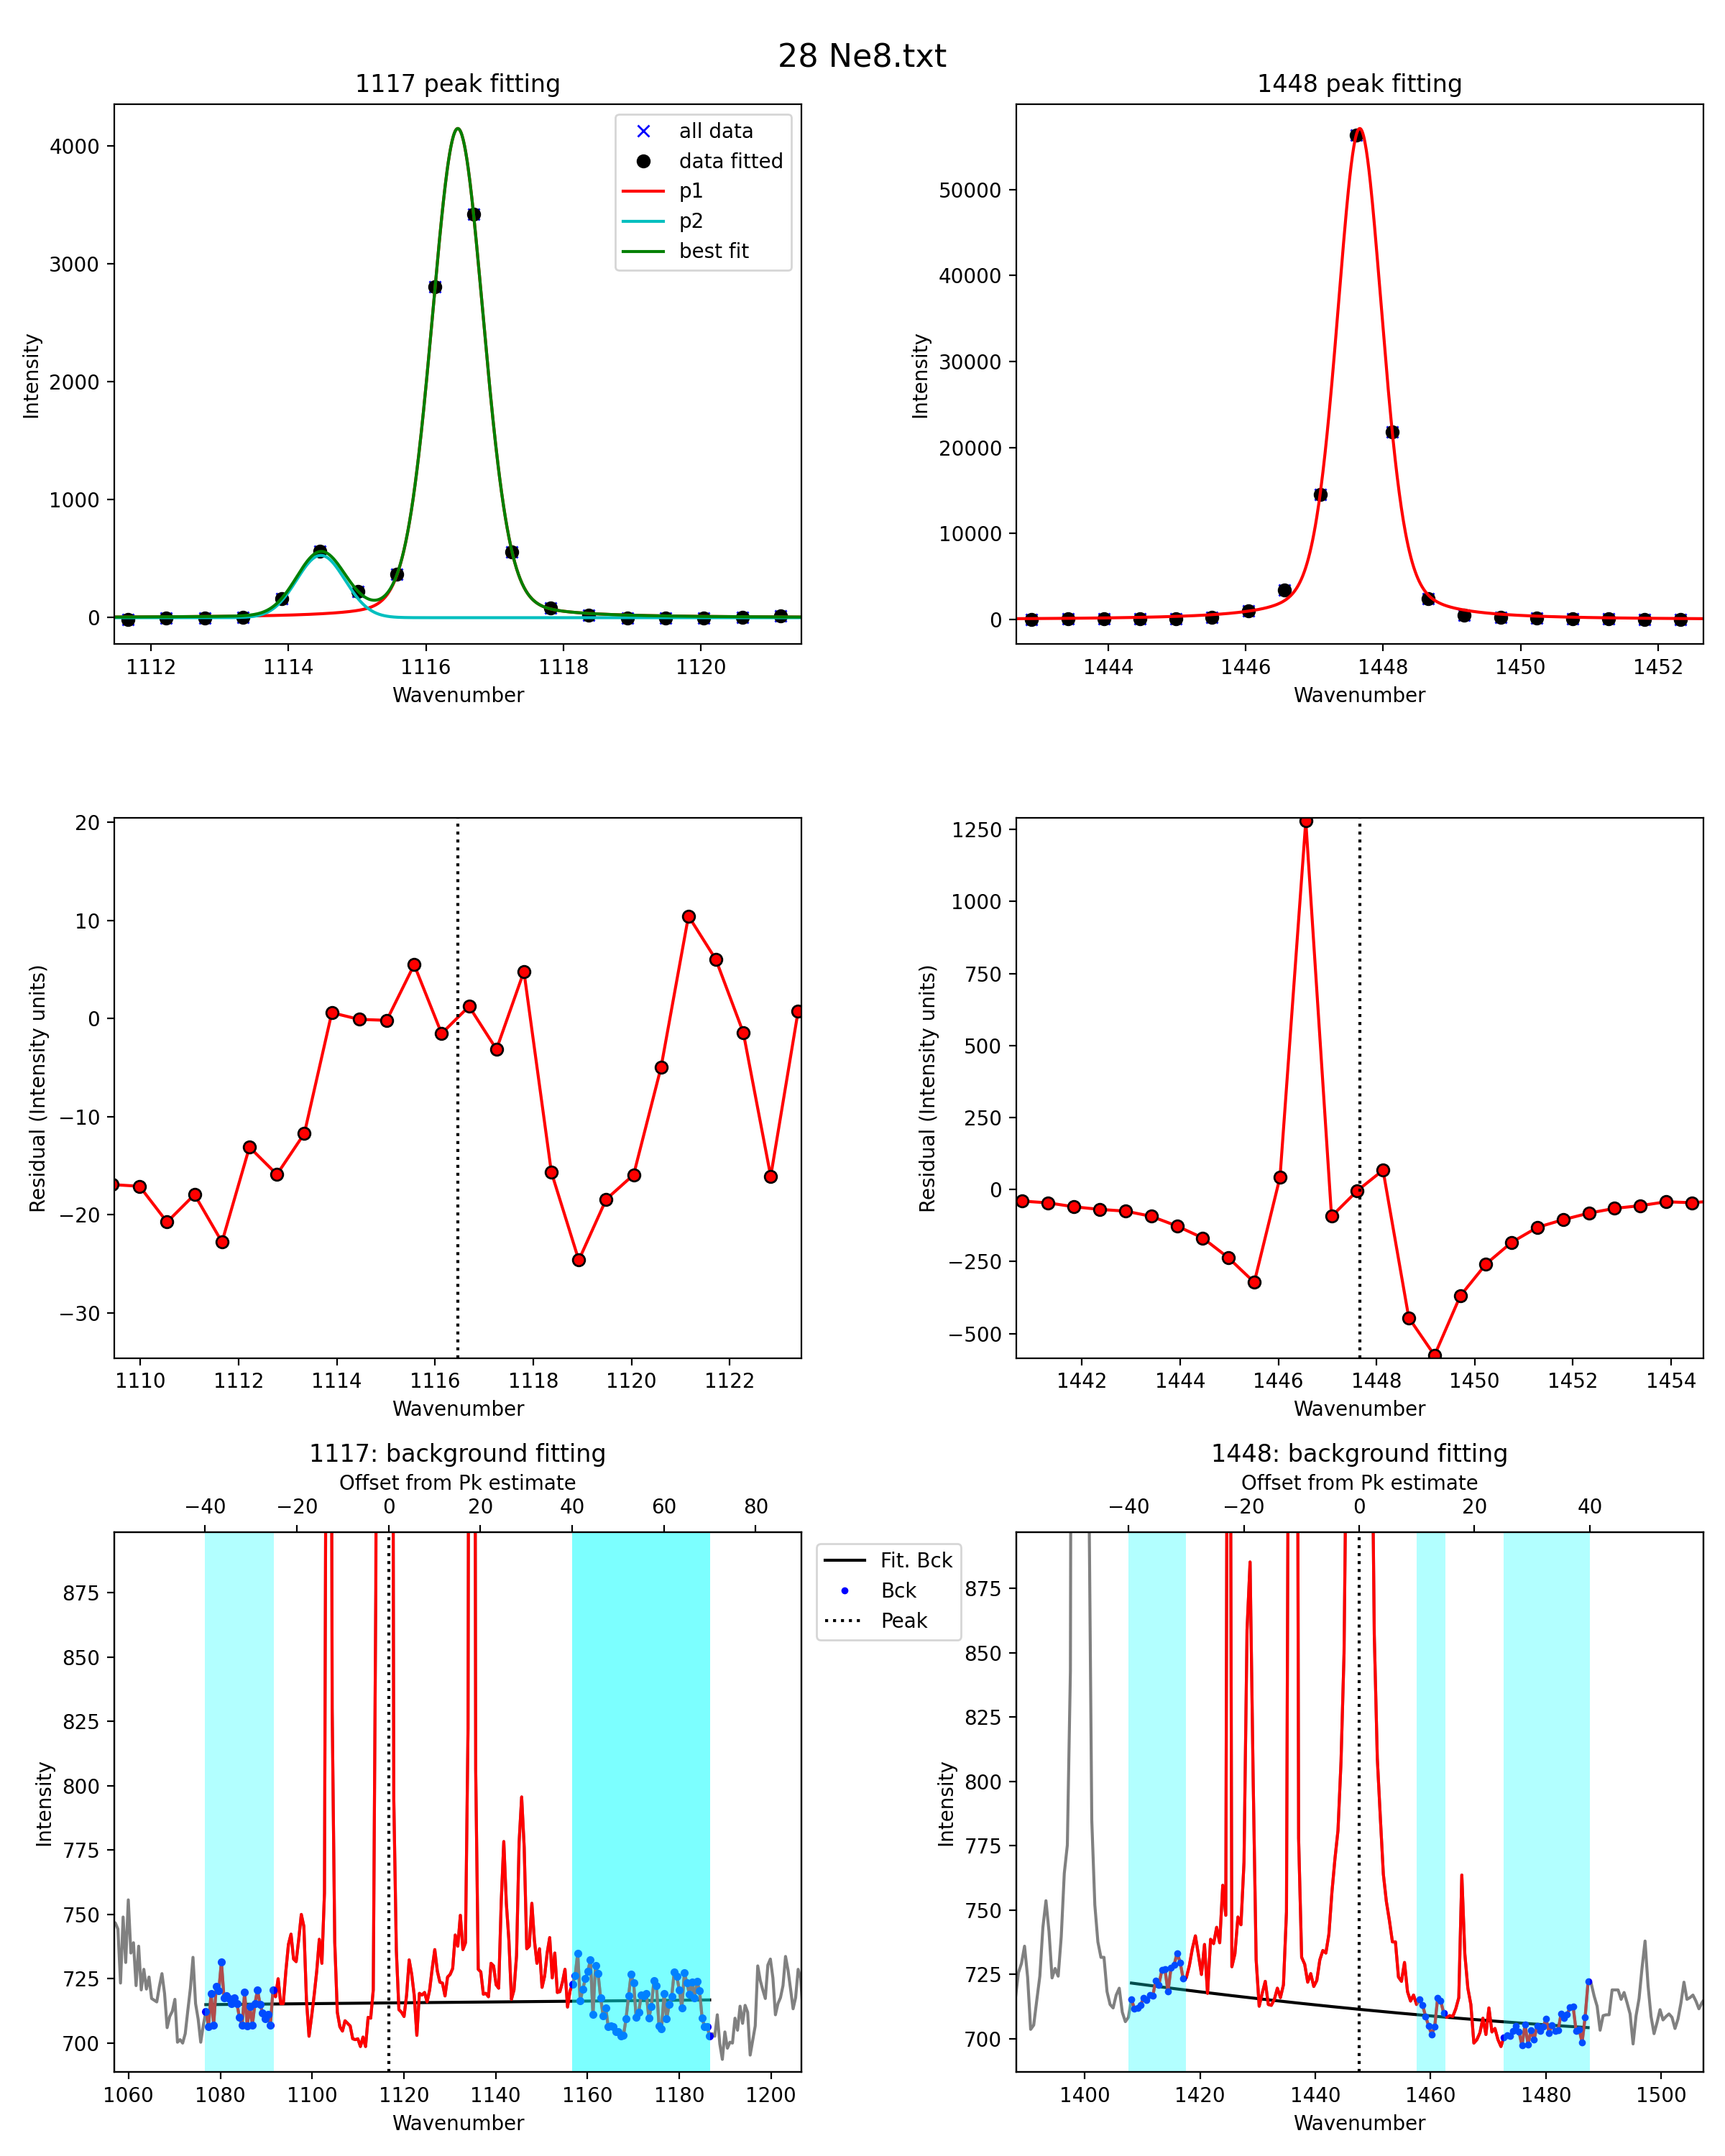 28 Ne8.txt
1117 peak fitting
1448 peak fitting
4000
3000
2000
1000
0
Intensity
all data
data fitted
p1
p2
best fit
1112 1114 1116 1118 1120
Wavenumber
50000
40000
30000
20000
10000
0
Intensity
1444 1446 1448 1450 1452
Wavenumber
20
10
0
−10
−20
−30
Residual (Intensity units)
1110 1112 1114 1116 1118 1120 1122
Wavenumber
1250
1000
750
500
250
0
−250
−500
Residual (Intensity units)
1442 1444 1446 1448 1450 1452 1454
Wavenumber
1117: background fitting
Offset from Pk estimate
−40 −20 0 20 40 60 80
875
850
825
800
775
750
725
700
Intensity
1060 1080 1100 1120 1140 1160 1180 1200
Wavenumber
Fit. Bck
Bck
Peak
1448: background fitting
Offset from Pk estimate
−40 −20 0 20 40
875
850
825
800
775
750
725
700
Intensity
1400 1420 1440 1460 1480 1500
Wavenumber